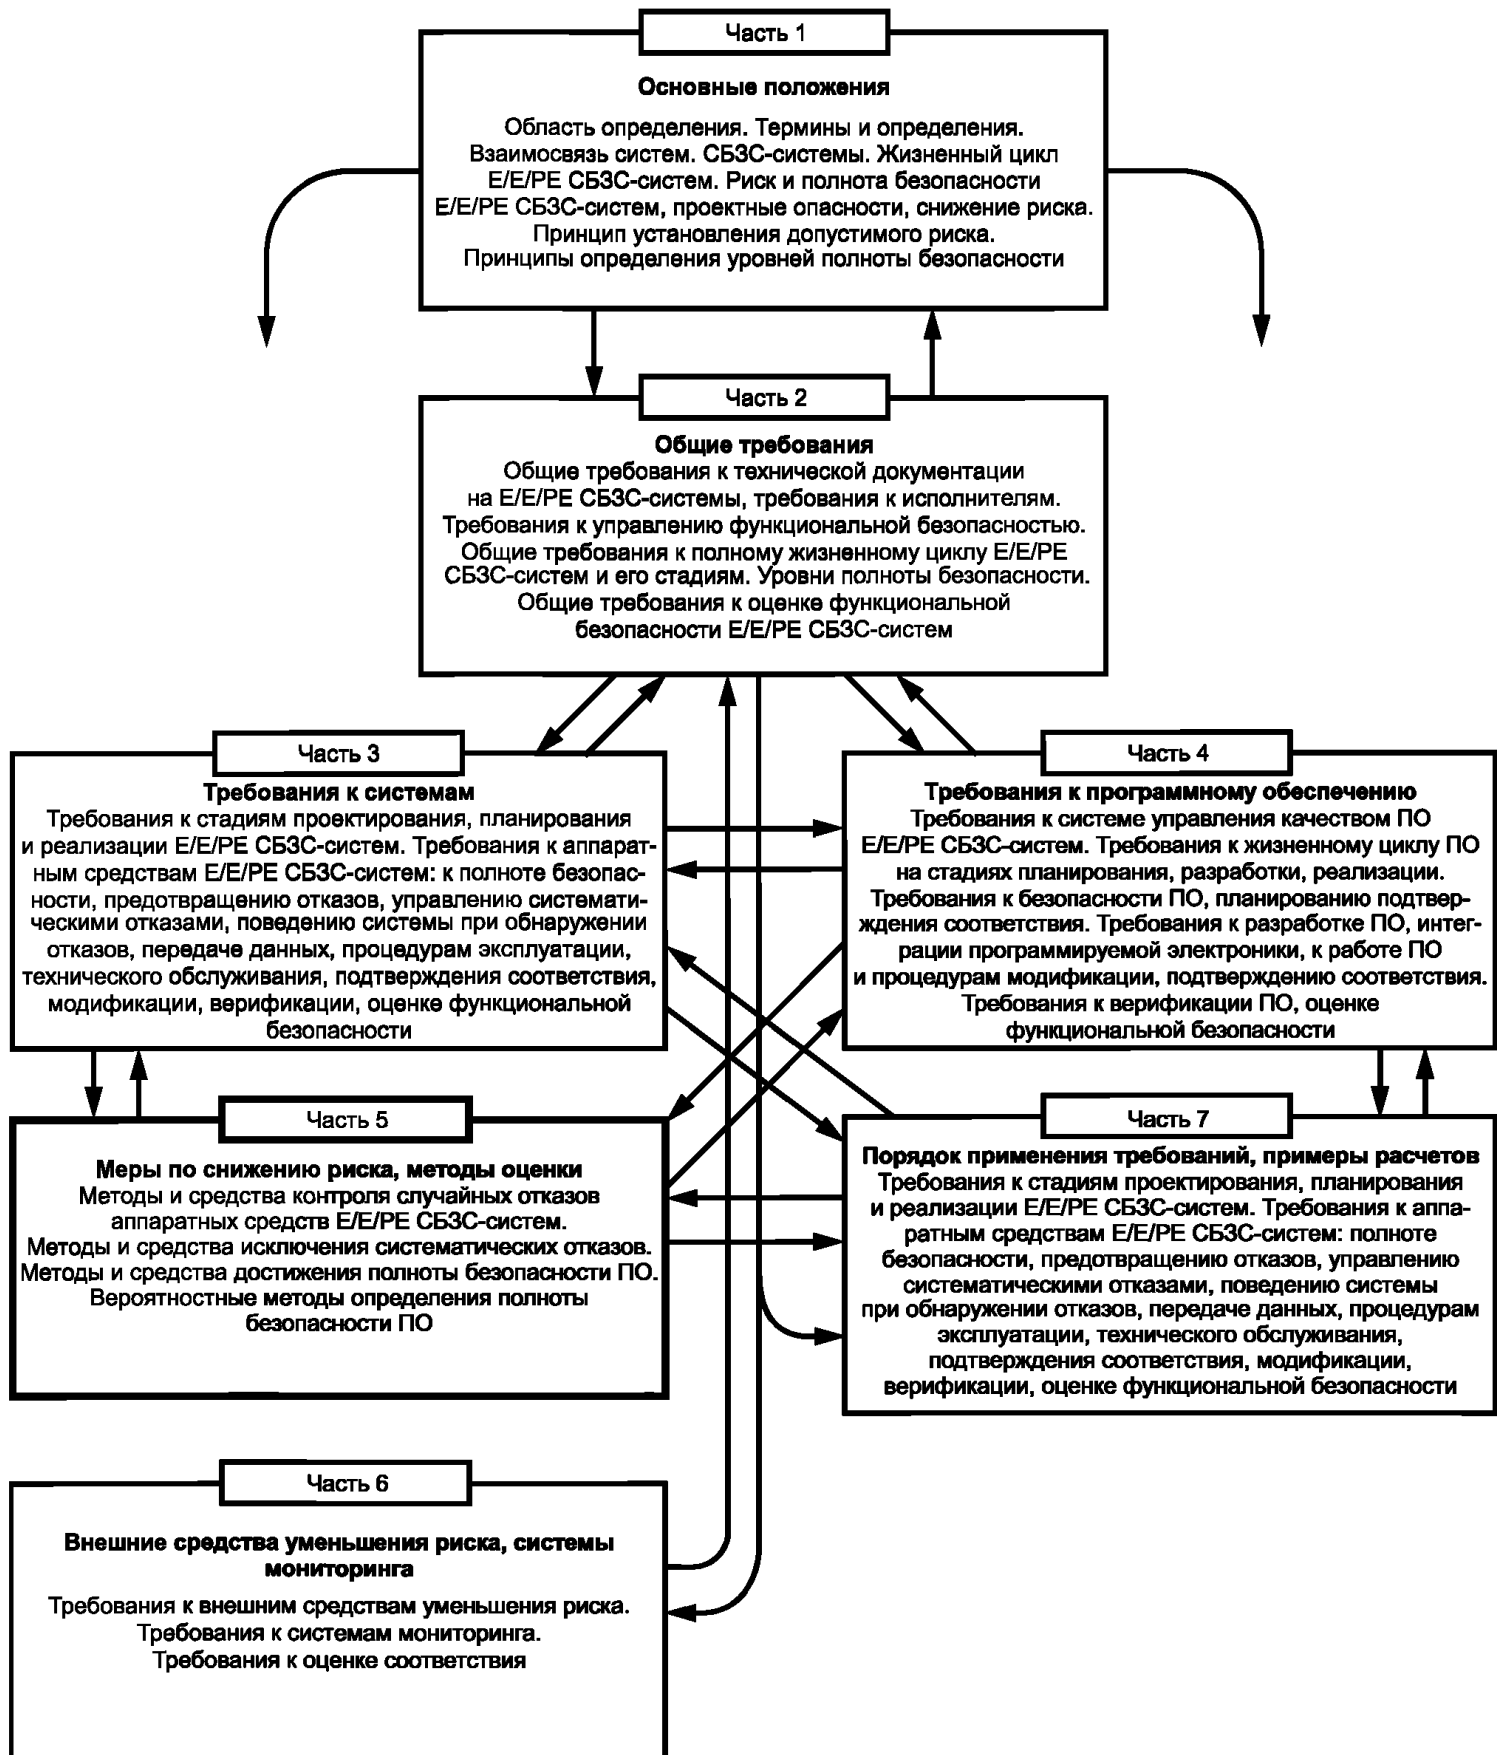 Часть 1
Основные положения
Область определения. Термины и определения.
Взаимосвязь систем. СБЗС-системы. Жизненный цикл
E/E/PE СБЗС-систем. Риск и полнота безопасности
E/E/PE СБЗС-систем, проектные опасности, снижение риска.
Принцип установления допустимого риска.
Принципы определения уровней полноты безопасности
Часть 2
Общие требования
Общие требования к технической документации
на E/E/PE СБЗС-системы, требования к исполнителям.
Требования к управлению функциональной безопасностью.
Общие требования к полному жизненному циклу E/E/PE
СБЗС-систем и его стадиям. Уровни полноты безопасности.
Общие требования к оценке функциональной
безопасности E/E/PE СБЗС-систем
Часть 3
Требования к системам
Требования к стадиям проектирования, планирования
и реализации E/E/PE СБЗС-систем. Требования к аппарат-
ным средствам E/E/PE СБЗС-систем: к полноте безопас-
ности, предотвращению отказов, управлению системати-
ческими отказами, поведению системы при обнаружении
отказов, передаче данных, процедурам эксплуатации,
технического обслуживания, подтверждения соответствия,
модификации, верификации, оценке функциональной
безопасности
Часть 4
Требования к программному обеспечению
Требования к системе управления качеством ПО
E/E/PE СБЗС-систем. Требования к жизненному циклу ПО
на стадиях планирования, разработки, реализации.
Требования к безопасности ПО, планированию подтвер-
ждения соответствия. Требования к разработке ПО, интег-
рации программируемой электроники, к работе ПО
и процедурам модификации, подтверждению соответствия.
Требования к верификации ПО, оценке
функциональной безопасности
Часть 5
Меры по снижению риска, методы оценки
Методы и средства контроля случайных отказов
аппаратных средств E/E/PE СБЗС-систем.
Методы и средства исключения систематических отказов.
Методы и средства достижения полноты безопасности ПО.
Вероятностные методы определения полноты
безопасности ПО
Часть 7
Порядок применения требований, примеры расчетов
Требования к стадиям проектирования, планирования
и реализации E/E/PE СБЗС-систем. Требования к аппа-
ратным средствам E/E/PE СБЗС-систем: полноте
безопасности, предотвращению отказов, управлению
систематическими отказами, поведению системы
при обнаружении отказов, передаче данных, процедурам
эксплуатации, технического обслуживания,
подтверждения соответствия, модификации,
верификации, оценке функциональной безопасности
Часть 6
Внешние средства уменьшения риска, системы
мониторинга
Требования к внешним средствам уменьшения риска.
Требования к системам мониторинга.
Требования к оценке соответствия